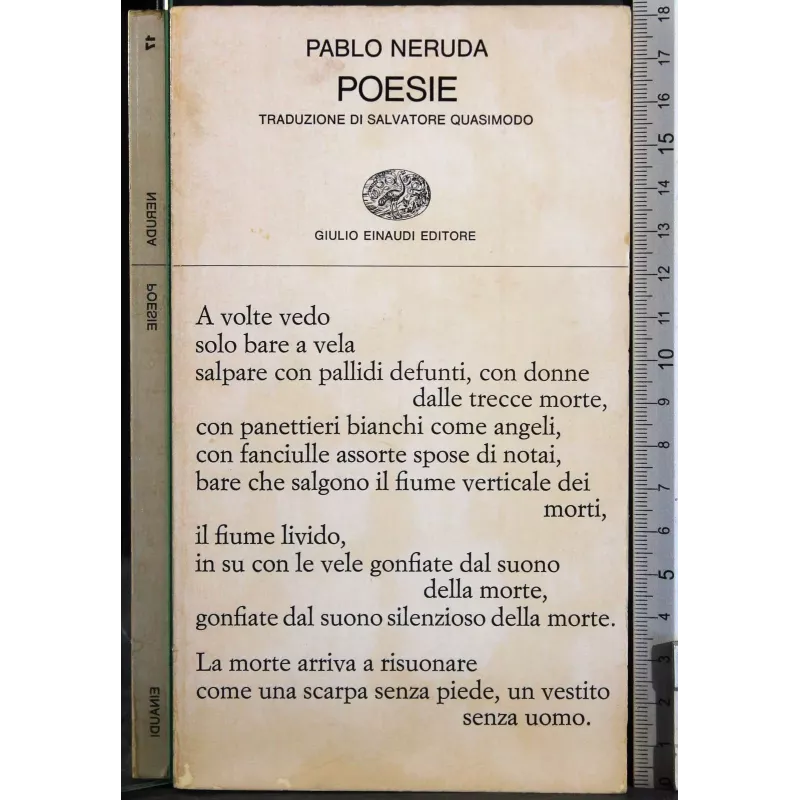 PABLO NERUDA
POESIE
TRADUZIONE DI SALVATORE QUASIMODO
GIULIO EINAUDI EDITORE
A volte vedo
solo bare a vela
salpare con pallidi defunti, con donne
dalle trecce morte,
con panettieri bianchi come angeli,
con fanciulle assorte spose di notai,
bare che salgono il fiume verticale dei
morti,
il fiume livido,
in su con le vele gonfiate dal suono
della morte,
gonfiate dal suono silenzioso della morte.
La morte arriva a risuonare
come una scarpa senza piede, un vestito
senza uomo.
24
NERUDA
POESIE
EINAUDI
18
17
16
15
14
13
12
11
10
9
8
7
6
5
4
3
2
1
0